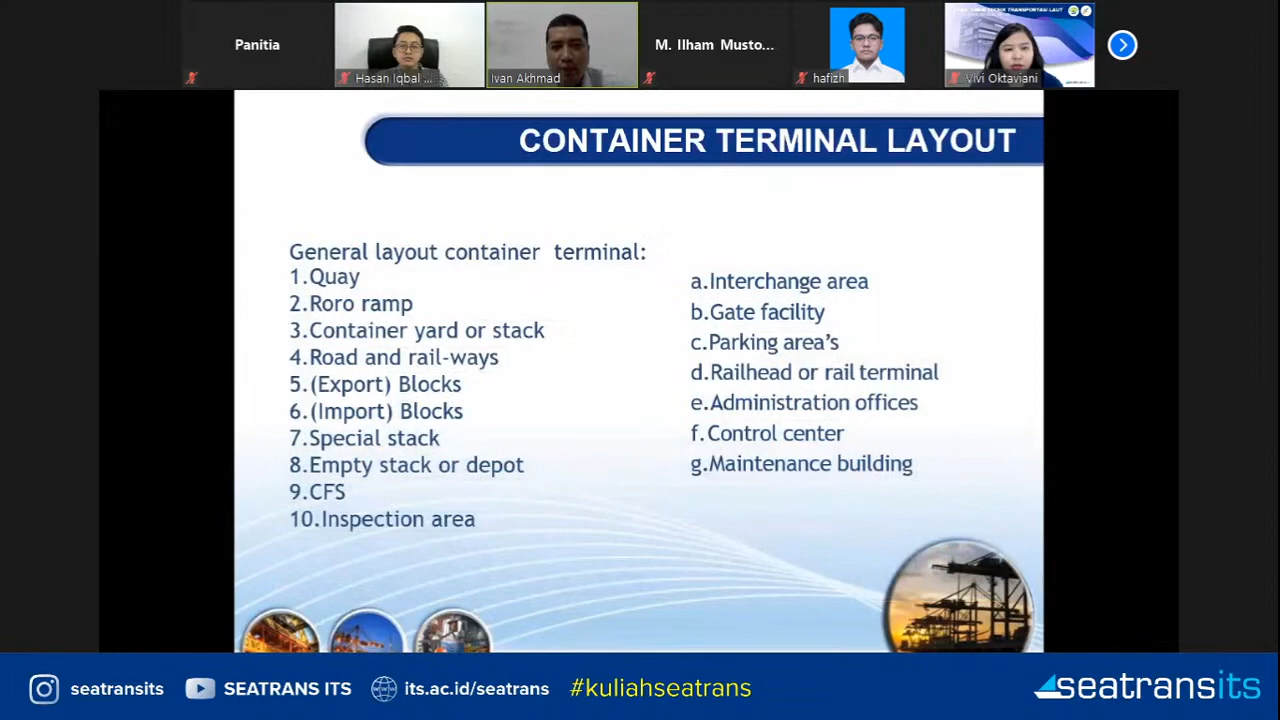 Panitia
Hasan Iqbal ...
Ivan Akhmad
M. Ilham Musto...
hafizh
Vivi Oktaviani
TEKNIK TRANSPORTASI LAUT
CONTAINER TERMINAL LAYOUT
General layout container terminal:
1.Quay
2.Roro ramp
3.Container yard or stack
4.Road and rail-ways
5.(Export) Blocks
6.(Import) Blocks
7.Special stack
8.Empty stack or depot
9.CFS
10.Inspection area
a.Interchange area
b.Gate facility
c.Parking area's
d.Railhead or rail terminal
e.Administration offices
f.Control center
g.Maintenance building
seatransits
SEATRANS ITS
its.ac.id/seatrans
#kuliahseatrans
seatransits